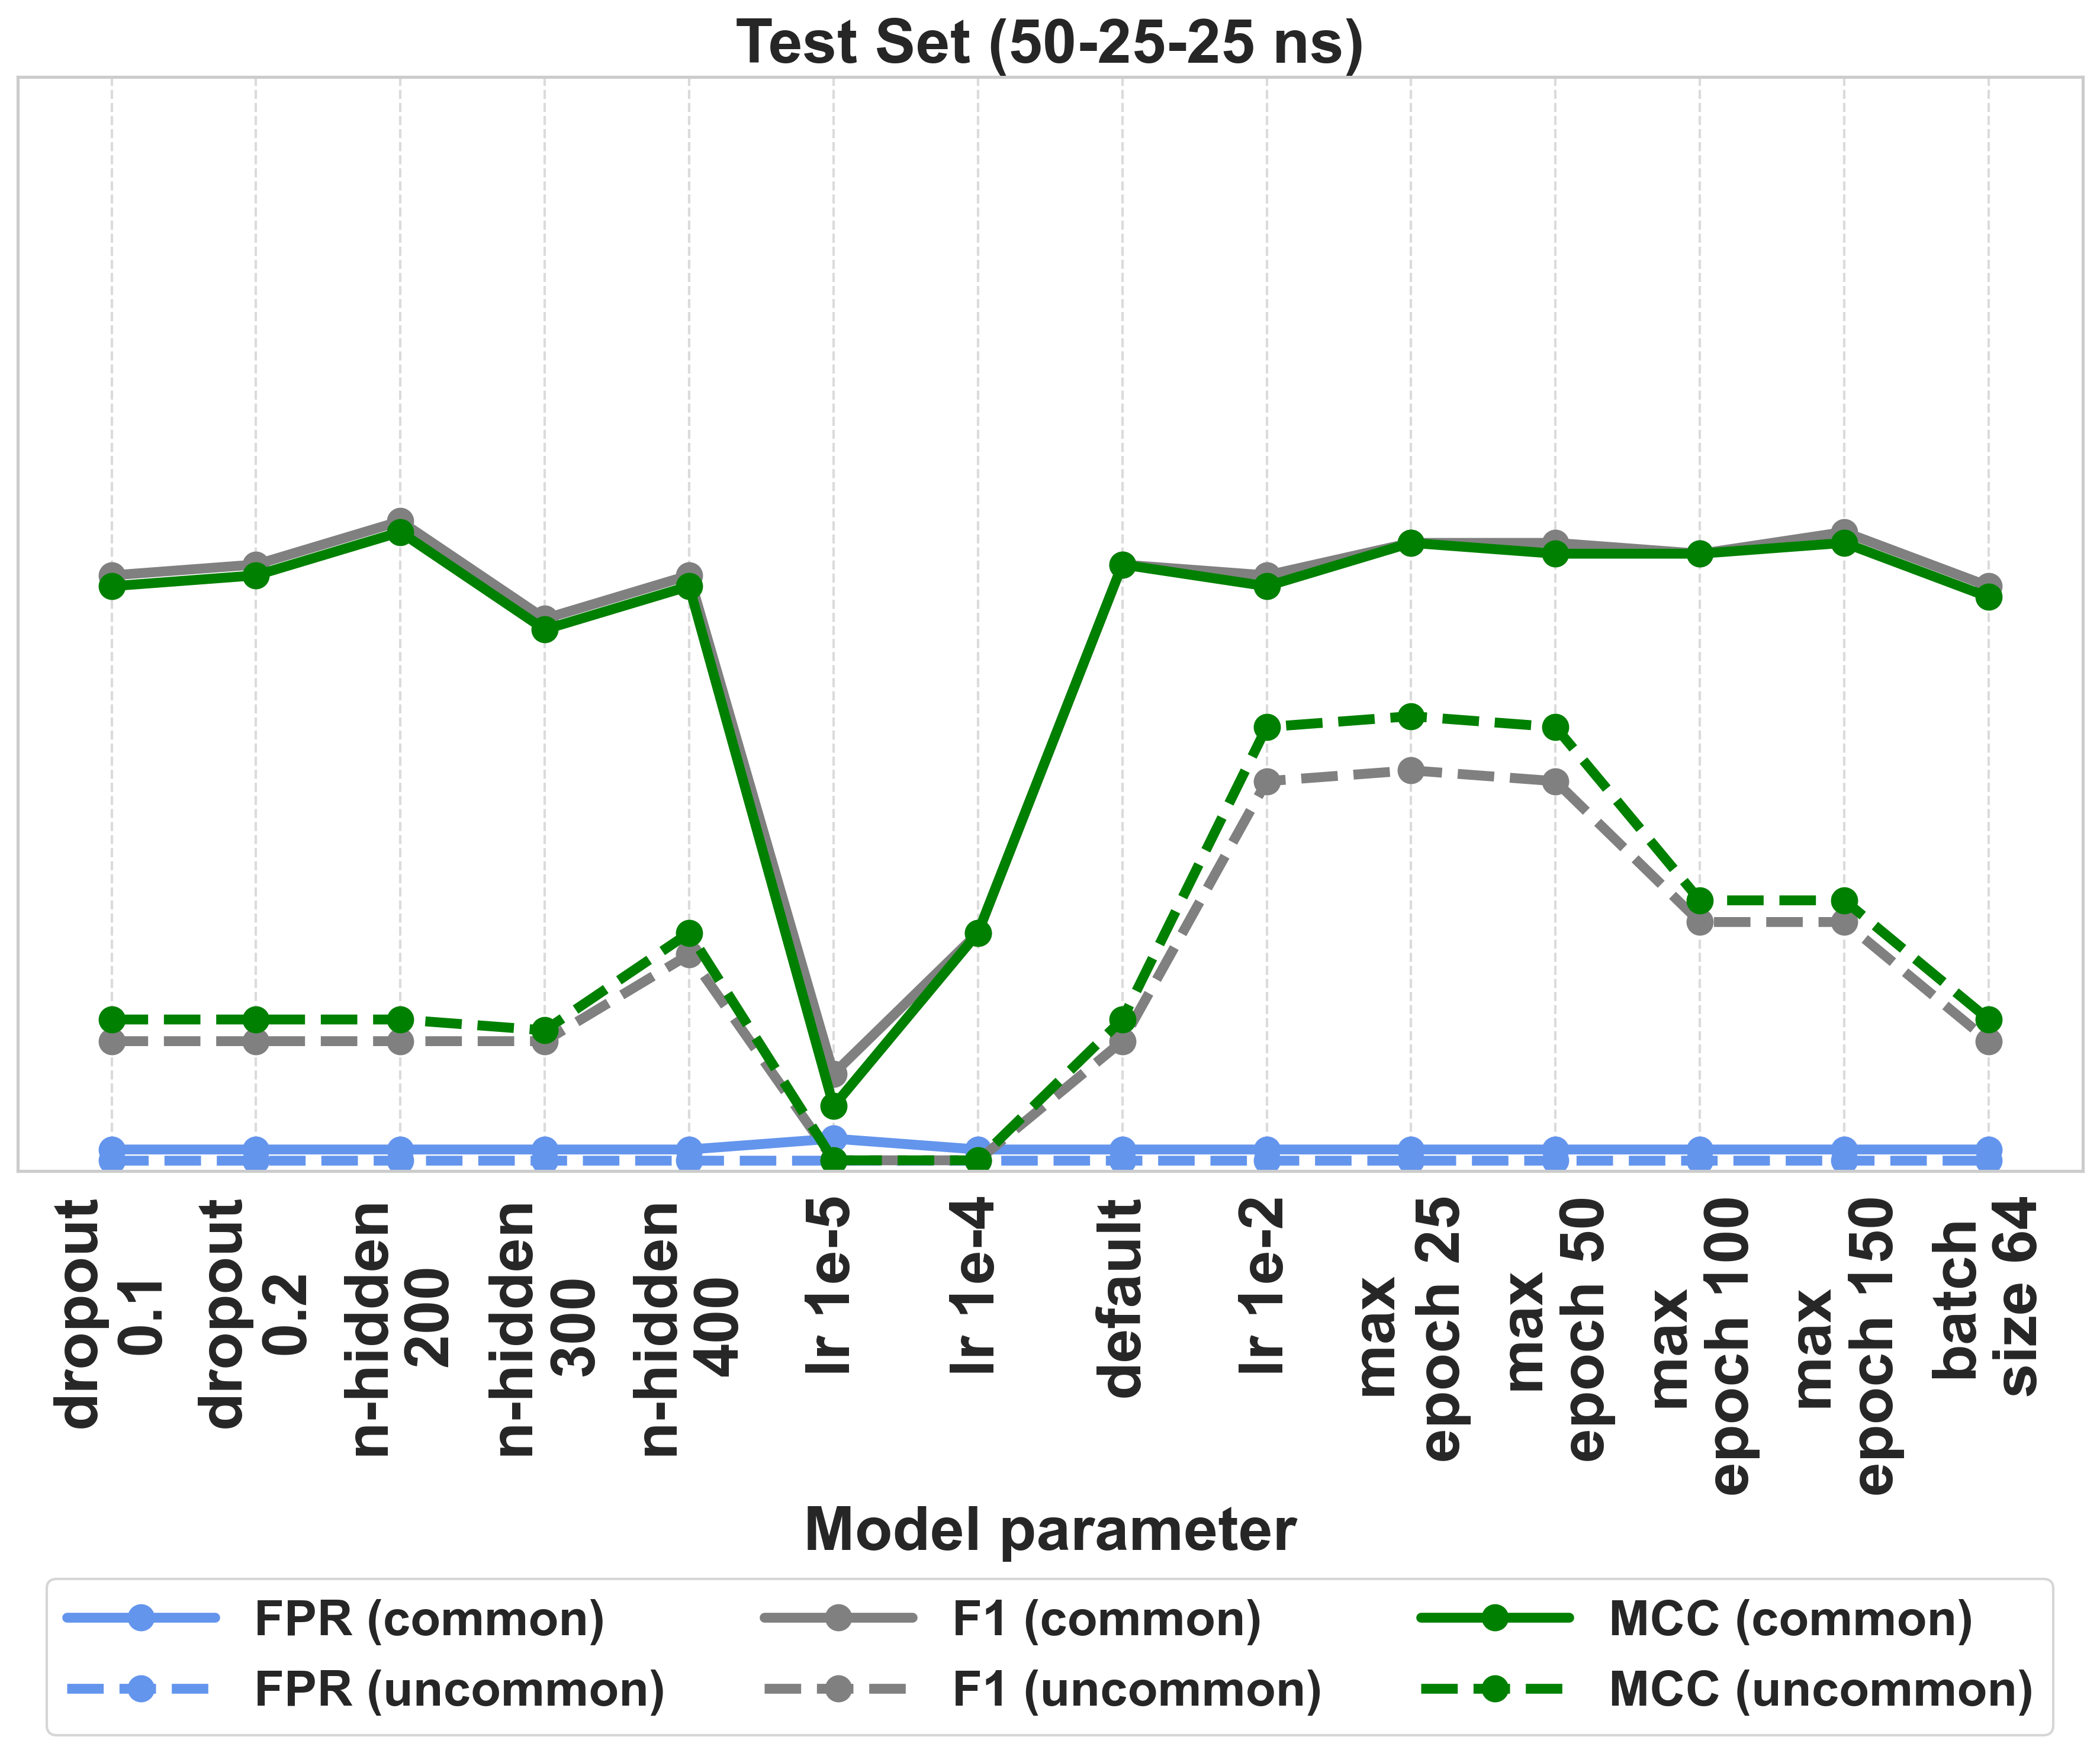 Test Set (50-25-25 ns)
dropout
0.1
dropout
0.2
n-hidden
200
n-hidden
300
n-hidden
400
lr 1e-5
lr 1e-4
default
lr 1e-2
max
epoch 25
max
epoch 50
max
epoch 100
max
epoch 150
batch
size 64
Model parameter
FPR (common)
F1 (common)
MCC (common)
FPR (uncommon)
F1 (uncommon)
MCC (uncommon)